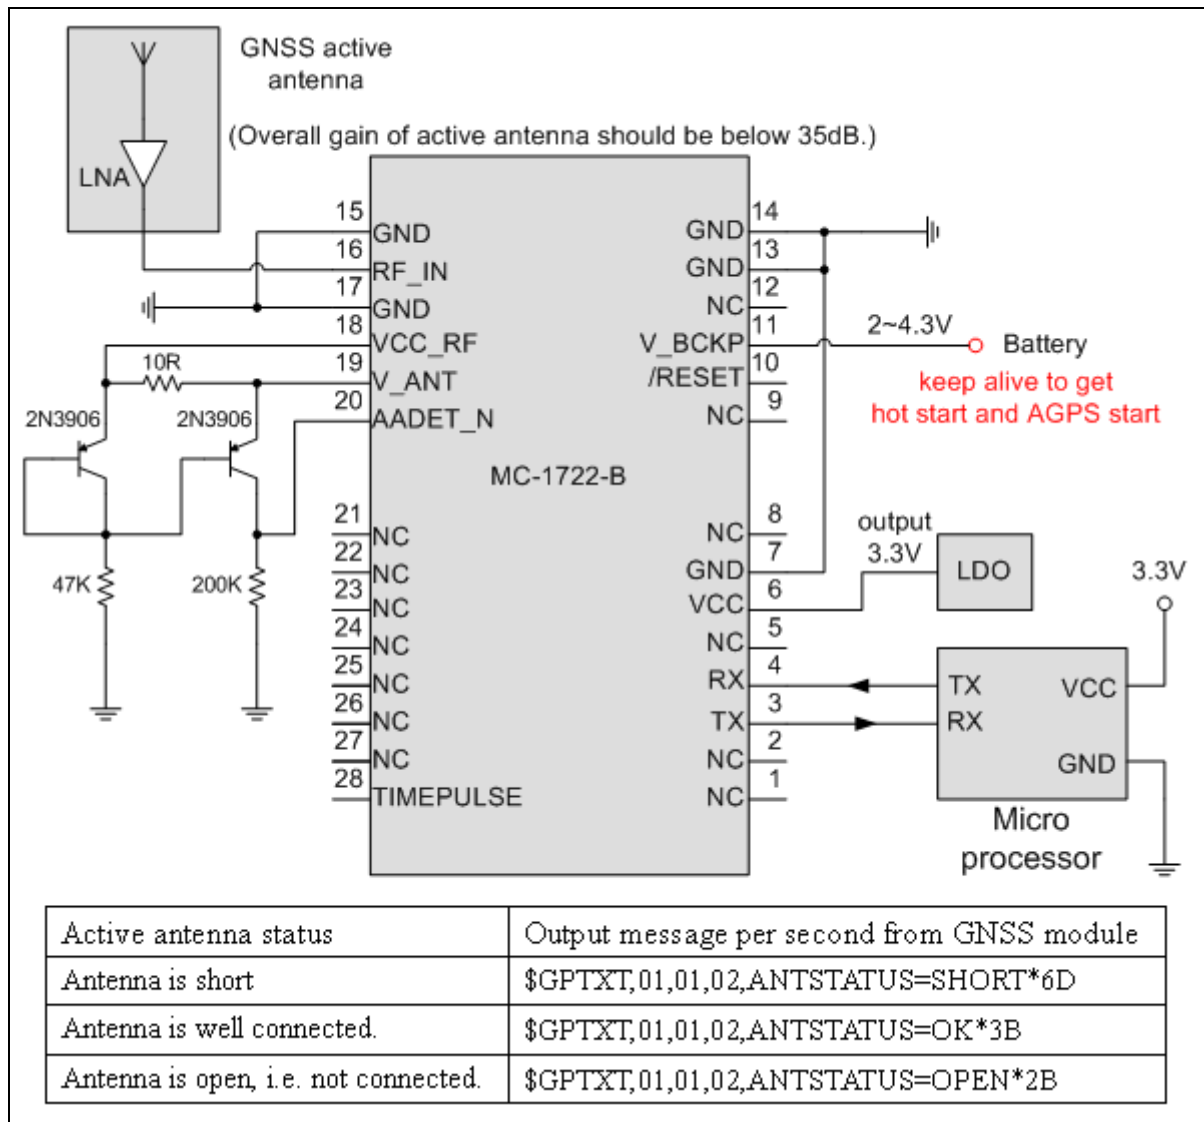 GNSS active
antenna
(Overall gain of active antenna should be below 35dB.)
LNA
15
GND
16
RF_IN
17
GND
18
VCC_RF
19
V_ANT
20
AADET_N
10R
2N3906
2N3906
47K
200K
21
NC
22
NC
23
NC
24
NC
25
NC
26
NC
27
NC
28
TIMEPULSE
MC-1722-B
14
GND
13
GND
12
NC
11
V_BCKP
10
/RESET
9
NC
8
NC
7
GND
6
VCC
5
NC
4
RX
3
TX
2
NC
1
NC
2~4.3V
Battery
keep alive to get
hot start and AGPS start
output
3.3V
LDO
3.3V
TX
RX
VCC
GND
Micro
processor
Active antenna status Output message per second from GNSS module
Antenna is short $GPTXT,01,01,02,ANTSTATUS=SHORT*6D
Antenna is well connected. $GPTXT,01,01,02,ANTSTATUS=OK*3B
Antenna is open, i.e. not connected. $GPTXT,01,01,02,ANTSTATUS=OPEN*2B